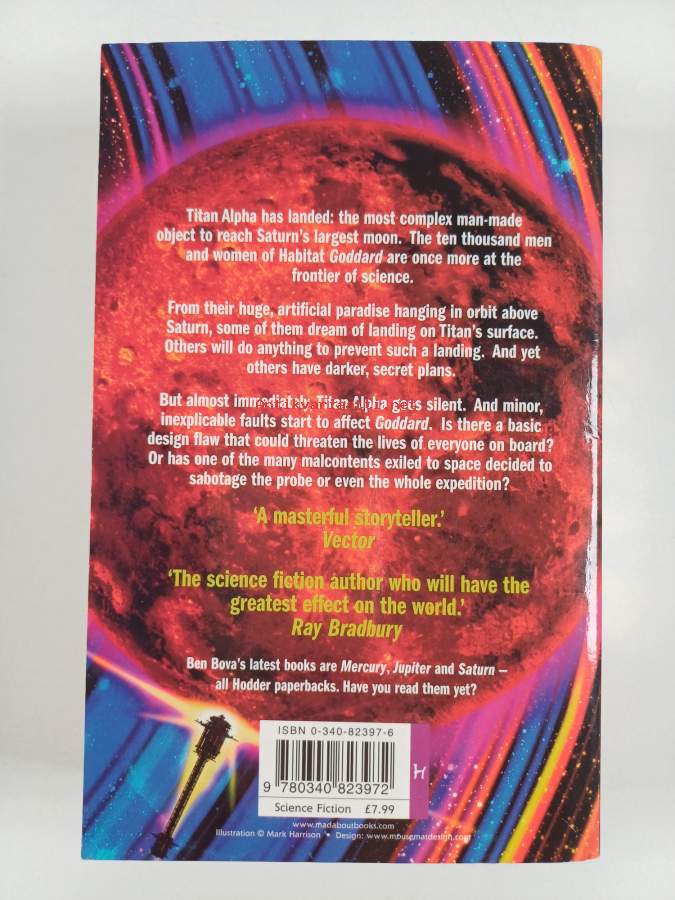 Titan Alpha has landed: the most complex man-made
object to reach Saturn's largest moon. The ten thousand men
and women of Habitat Goddard are once more at the
frontier of science.
From their huge, artificial paradise hanging in orbit above
Saturn, some of them dream of landing on Titan's surface.
Others will do anything to prevent such a landing. And yet
others have darker, secret plans.
But almost immediately, Titan Alpha goes silent. And minor,
inexplicable faults start to affect Goddard. Is there a basic
design flaw that could threaten the lives of everyone on board?
Or has one of the many malcontents exiled to space decided to
sabotage the probe or even the whole expedition?
'A masterful storyteller.'
Vector
'The science fiction author who will have the
greatest effect on the world.'
Ray Bradbury
Ben Bova's latest books are Mercury, Jupiter and Saturn –
all Hodder paperbacks. Have you read them yet?
ISBN 0-340-82397-6
9 780340 823972
H
Science Fiction £7.99
www.madaboutbooks.com
Illustration © Mark Harrison • Design: www.mousematdesign.com